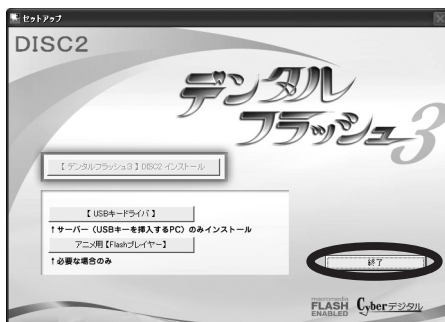 セットアップ
DISC2
デンタル
フラッシュ3
【デンタルフラッシュ3】DISC2 インストール
【 USBキードライバ 】
↑サーバー（USBキーを挿入するPC）のみインストール
アニメ用【Flashプレイヤー】
↑必要な場合のみ
終了
macromedia
FLASH
ENABLED
Cyberデジタル